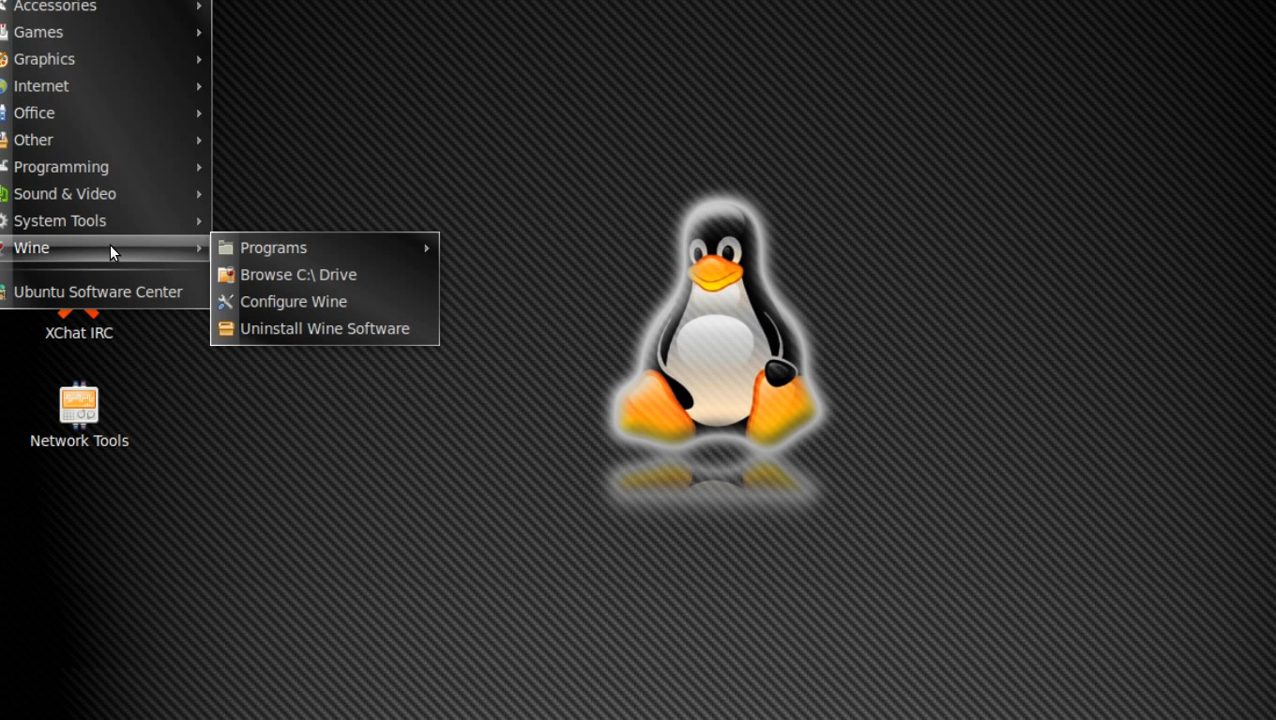 Accessories
Games
Graphics
Internet
Office
Other
Programming
Sound & Video
System Tools
Wine
Ubuntu Software Center
Programs
Browse C:\ Drive
Configure Wine
Uninstall Wine Software
XChat IRC
Network Tools